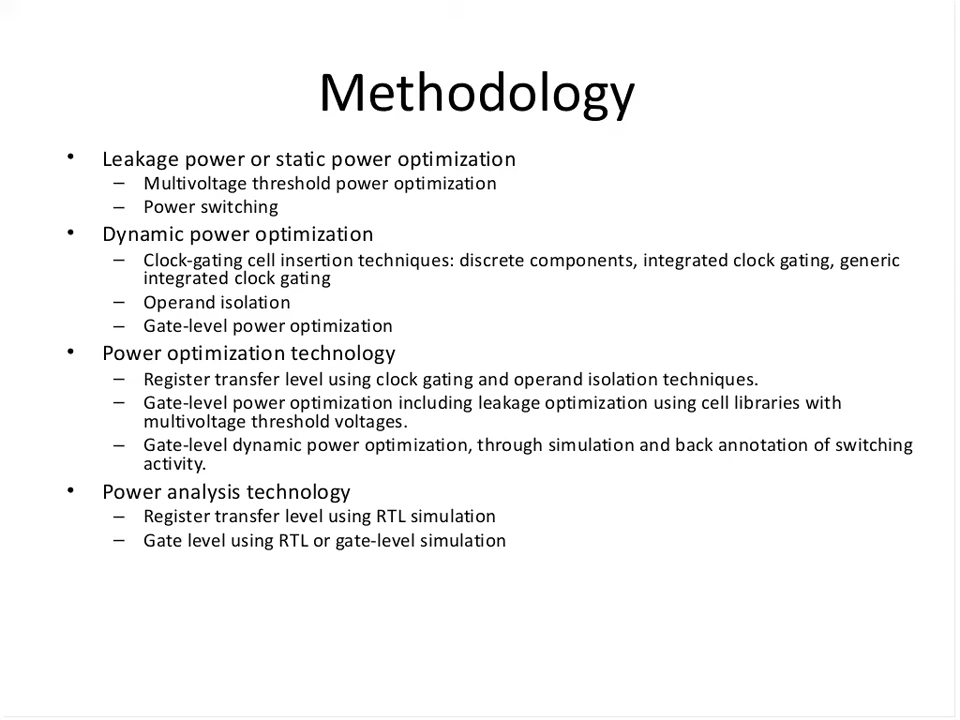 Methodology
• Leakage power or static power optimization
– Multivoltage threshold power optimization
– Power switching
• Dynamic power optimization
– Clock-gating cell insertion techniques: discrete components, integrated clock gating, generic
integrated clock gating
– Operand isolation
– Gate-level power optimization
• Power optimization technology
– Register transfer level using clock gating and operand isolation techniques.
– Gate-level power optimization including leakage optimization using cell libraries with
multivoltage threshold voltages.
– Gate-level dynamic power optimization, through simulation and back annotation of switching
activity.
• Power analysis technology
– Register transfer level using RTL simulation
– Gate level using RTL or gate-level simulation